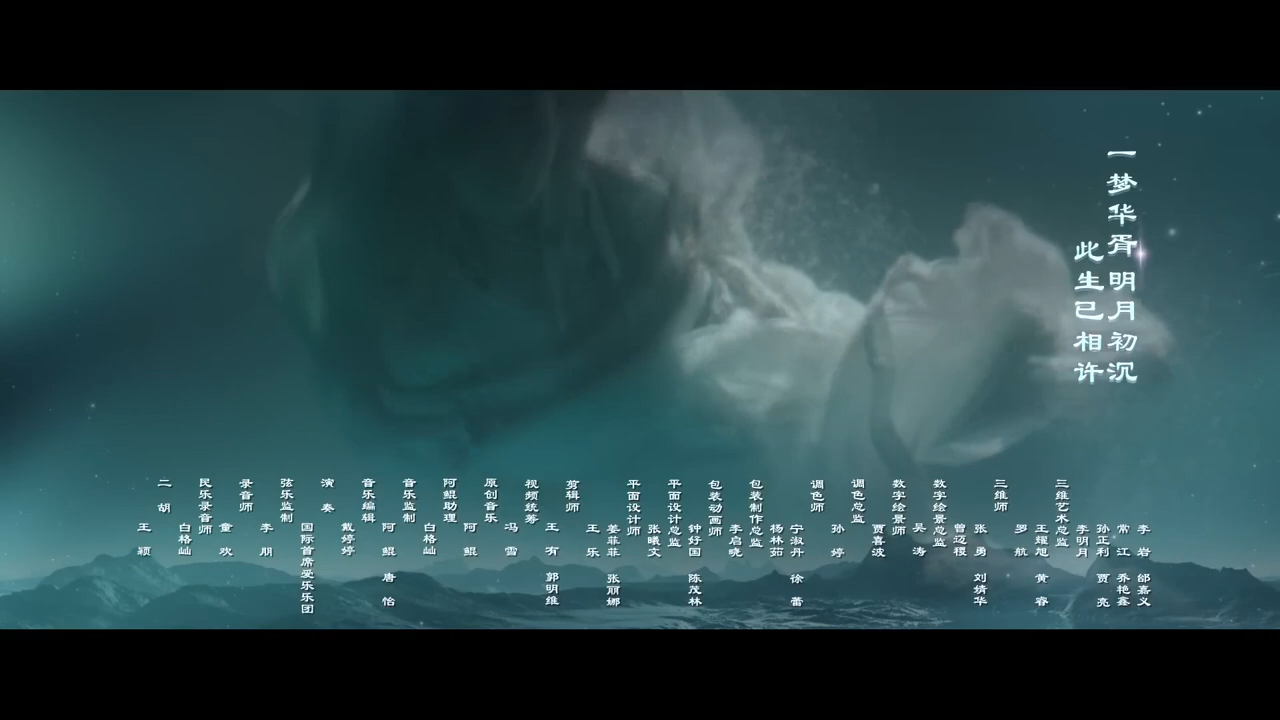 一梦华胥明月初沉
此生已相许
李岩 邰嘉义
常江 乔艳鑫
孙正利 贾亮
李明月
三维艺术总监
王耀旭 黄睿
罗航
三维师
张勇 刘婧华
曾迈稷
数字绘景总监
吴涛
数字绘景师
贾喜波
调色总监
孙婷
调色师
宁淑丹 徐蕾
杨林茹
包装制作总监
李启晓
包装动画师
钟好国 陈茂林
平面设计总监
张曦文
平面设计师
姜菲菲 张丽娜
王乐
剪辑师
王有 郭明维
视频统筹
冯雪
原创音乐
阿鲲
阿鲲助理
白格屾
音乐监制
阿鲲 唐怡
音乐编辑
戴婷婷
演奏
国际首席爱乐乐团
弦乐监制
李朋
录音师
童欢
民乐录音师
白格屾
二胡
王颖